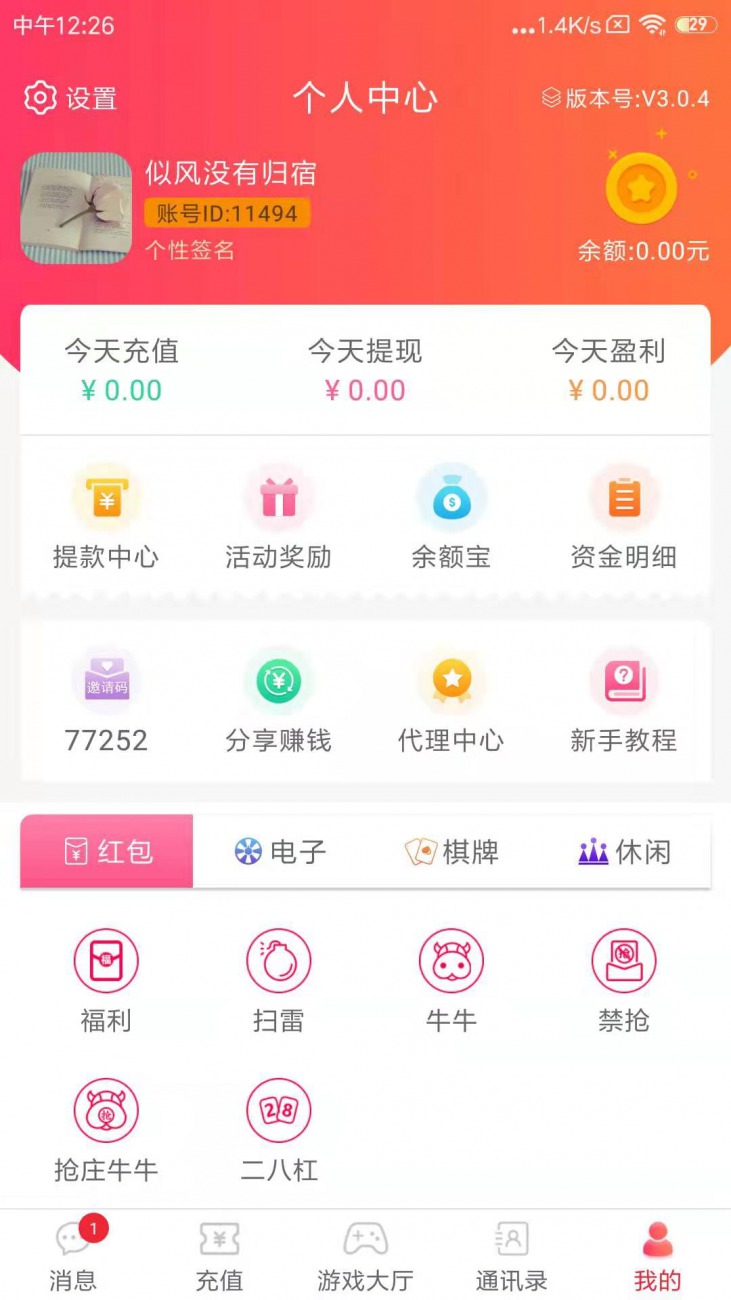 中午12:26
...1.4K/s
29
设置
个人中心
版本号:V3.0.4
似风没有归宿
账号ID:11494
个性签名
余额:0.00元
今天充值
今天提现
今天盈利
¥ 0.00
¥ 0.00
¥ 0.00
提款中心
活动奖励
余额宝
资金明细
邀请码
77252
分享赚钱
代理中心
新手教程
红包
电子
棋牌
休闲
福
抢
福利
扫雷
牛牛
禁抢
抢
28
抢庄牛牛
二八杠
1
消息
充值
游戏大厅
通讯录
我的